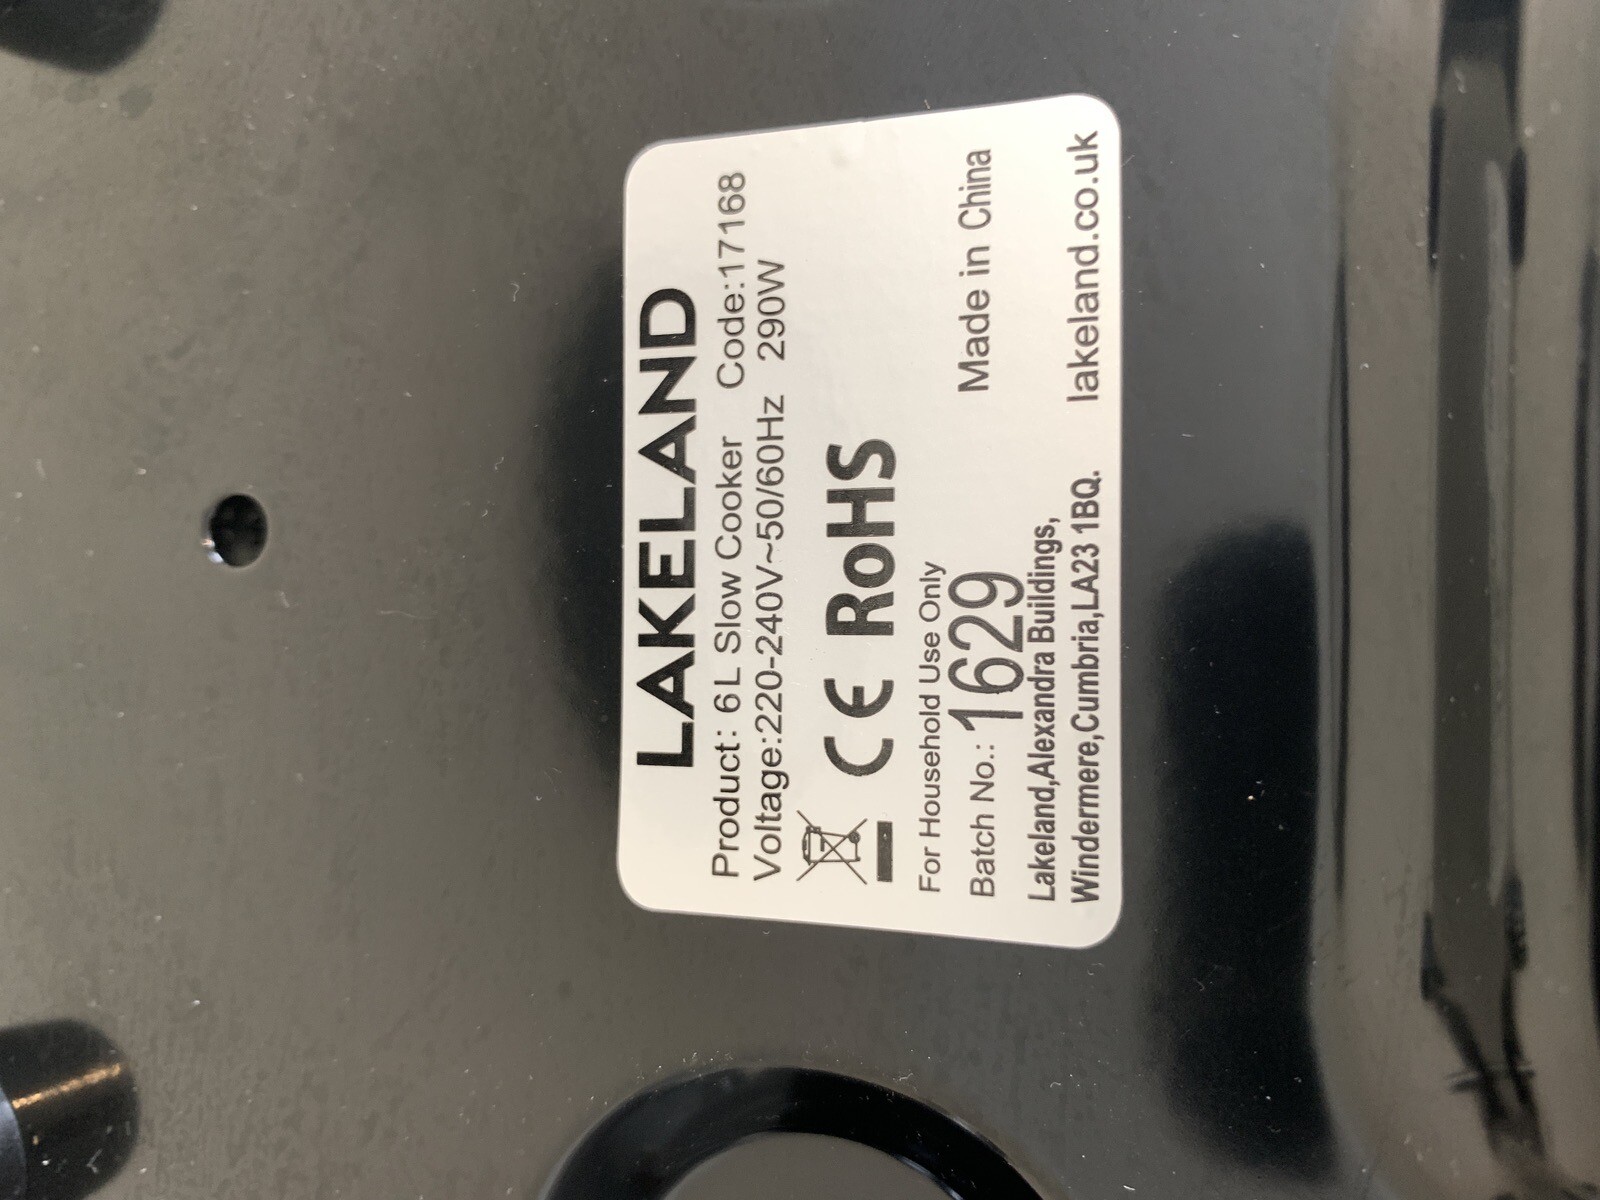 LAKELAND
Product: 6L Slow Cooker Code:17168
Voltage:220-240V~50/60Hz 290W
CE RoHS
For Household Use Only
Batch No.: 1629 Made in China
Lakeland,Alexandra Buildings,
Windermere,Cumbria,LA23 1BQ. lakeland.co.uk